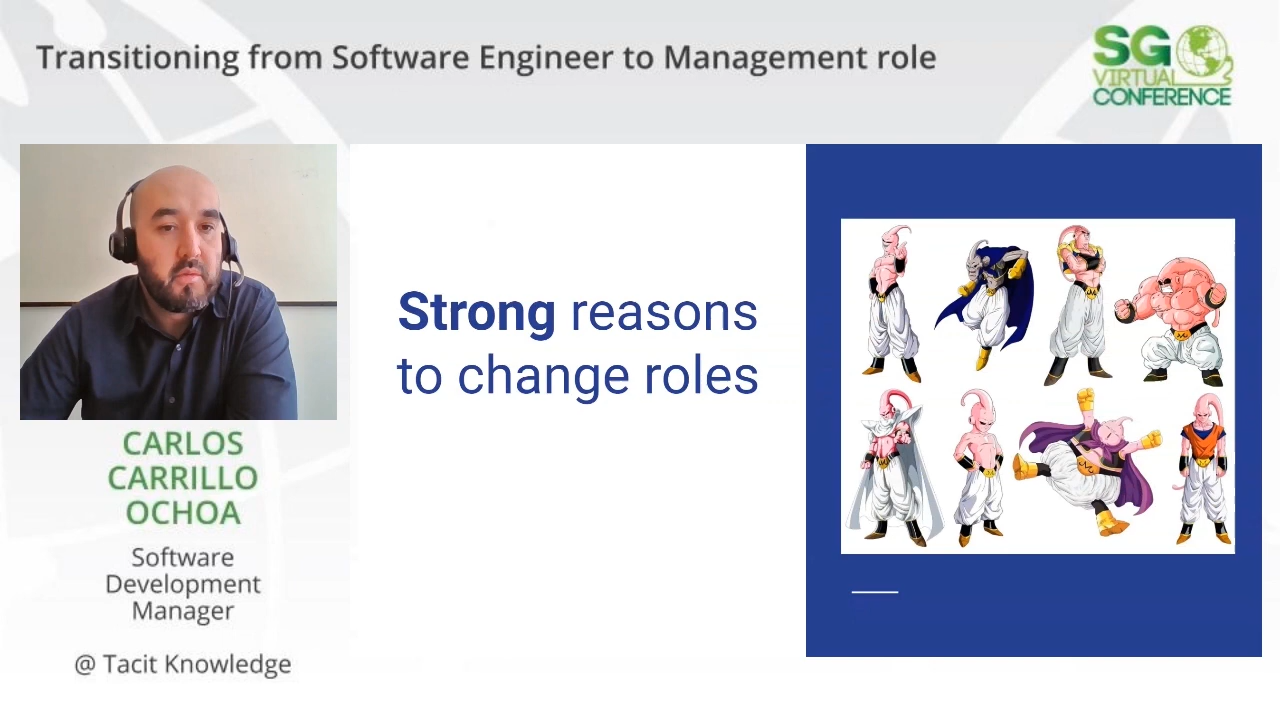 Transitioning from Software Engineer to Management role
SG
VIRTUAL
CONFERENCE
Strong reasons
to change roles
CARLOS
CARRILLO
OCHOA
Software
Development
Manager
@ Tacit Knowledge